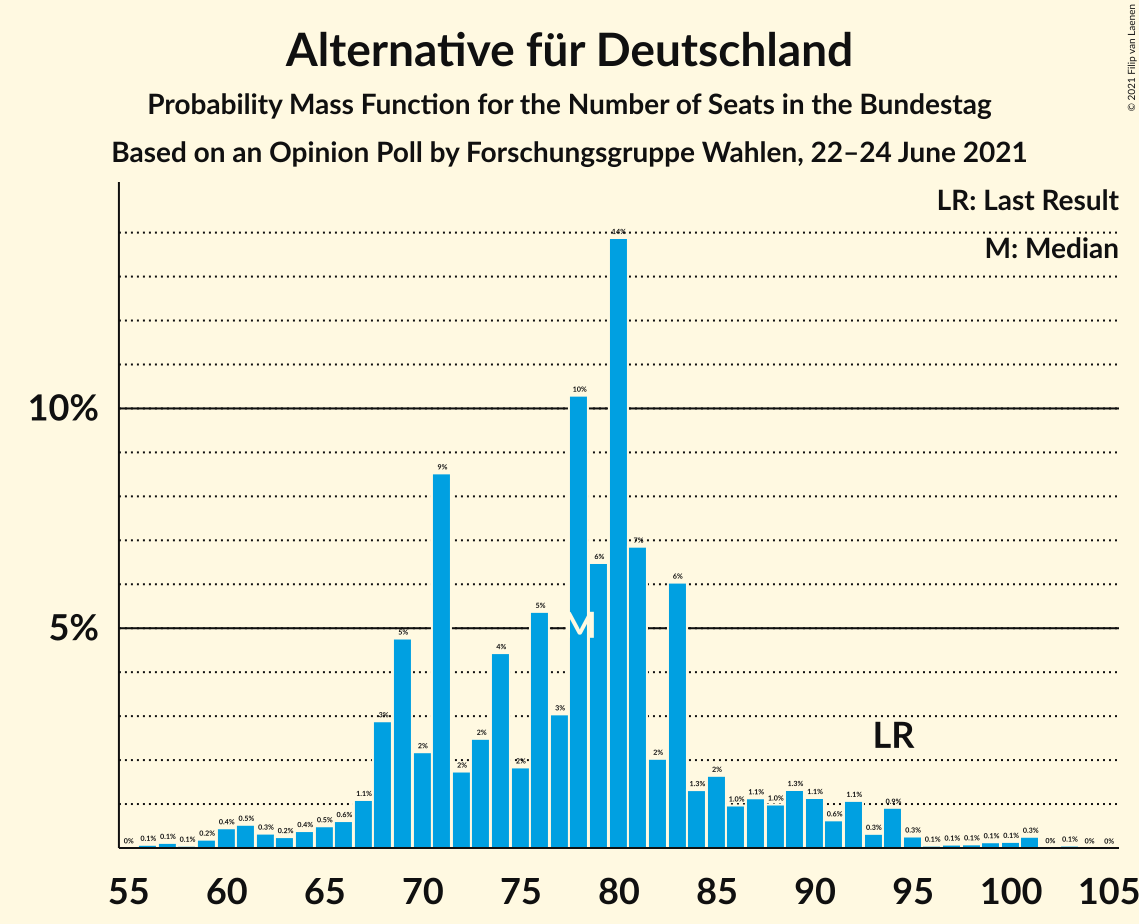 Alternative für Deutschland
Probability Mass Function for the Number of Seats in the Bundestag
Based on an Opinion Poll by Forschungsgruppe Wahlen, 22–24 June 2021
© 2021 Filip van Laenen
LR: Last Result
M: Median
10%
5%
0% 0.1% 0.1% 0.1% 0.2% 0.4% 0.5% 0.3% 0.2% 0.4% 0.5% 0.6% 1.1% 3% 5% 2% 9% 2% 2% 4% 2% 5% 3% 10% 6% 14% 7% 2% 6% 1.3% 2% 1.0% 1.1% 1.0% 1.3% 1.1% 0.6% 1.1% 0.3% 0.9% 0.3% 0.1% 0.1% 0.1% 0.1% 0.1% 0.3% 0% 0.1% 0% 0%
M
LR
55 60 65 70 75 80 85 90 95 100 105